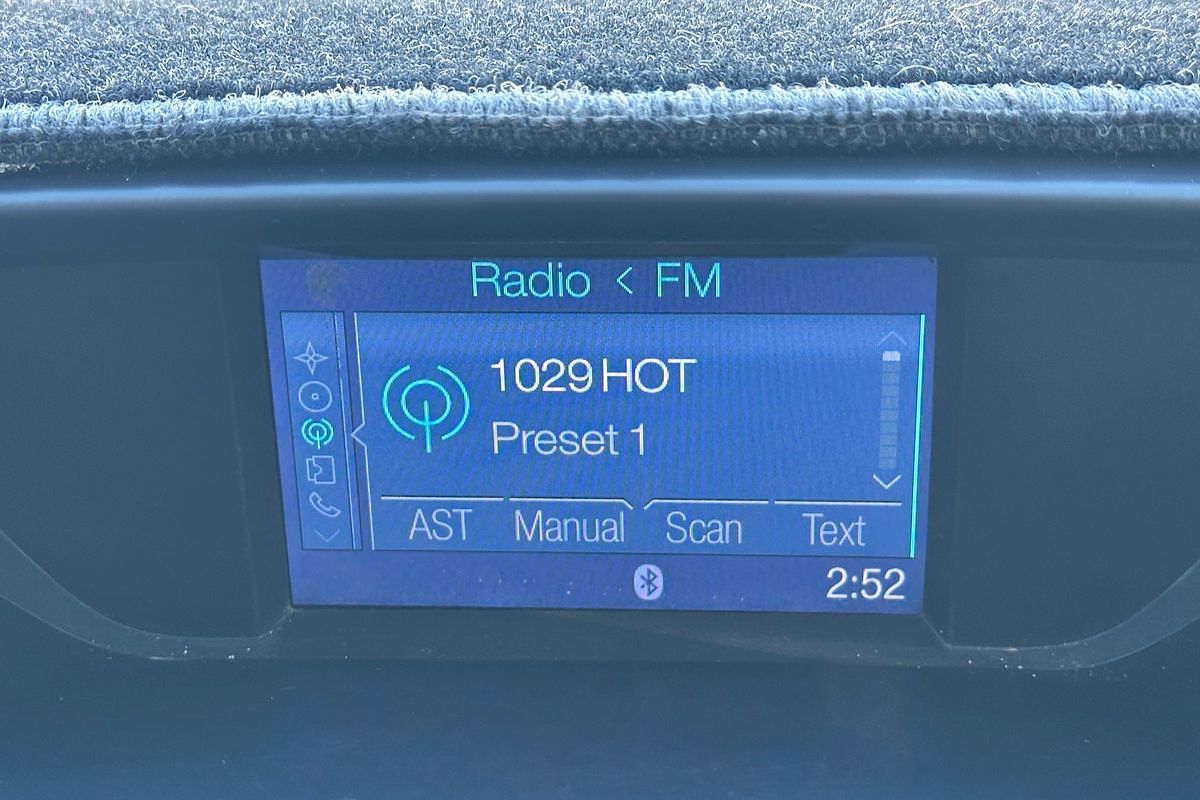 Radio < FM
1029 HOT
Preset 1
AST Manual Scan Text
2:52